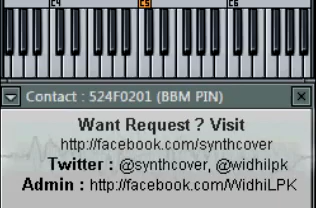 C4 C5 C6
Contact : 524F0201 (BBM PIN)
Want Request ? Visit
http://facebook.com/synthcover
Twitter : @synthcover, @widhilpk
Admin : http://facebook.com/WidhiLPK